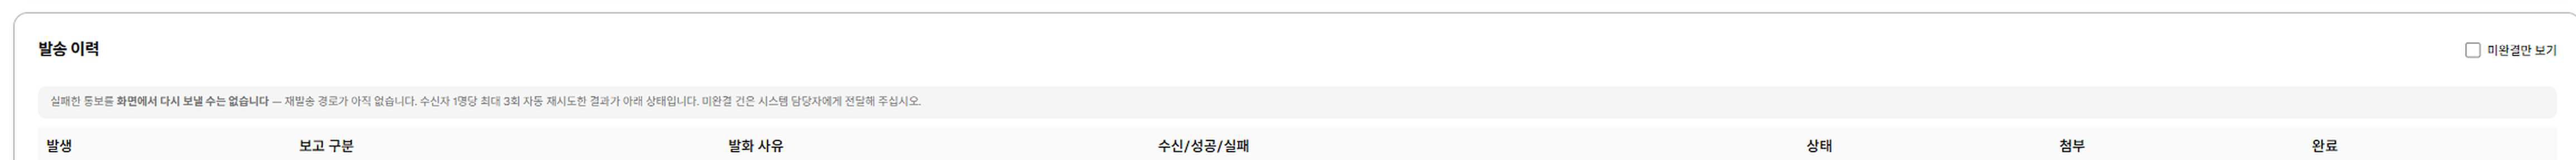 발송 이력
미완결만 보기
실패한 통보를 화면에서 다시 보낼 수는 없습니다 — 재발송 경로가 아직 없습니다. 수신자 1명당 최대 3회 자동 재시도한 결과가 아래 상태입니다. 미완결 건은 시스템 담당자에게 전달해 주십시오.
발생 보고 구분 발화 사유 수신/성공/실패 상태 첨부 완료